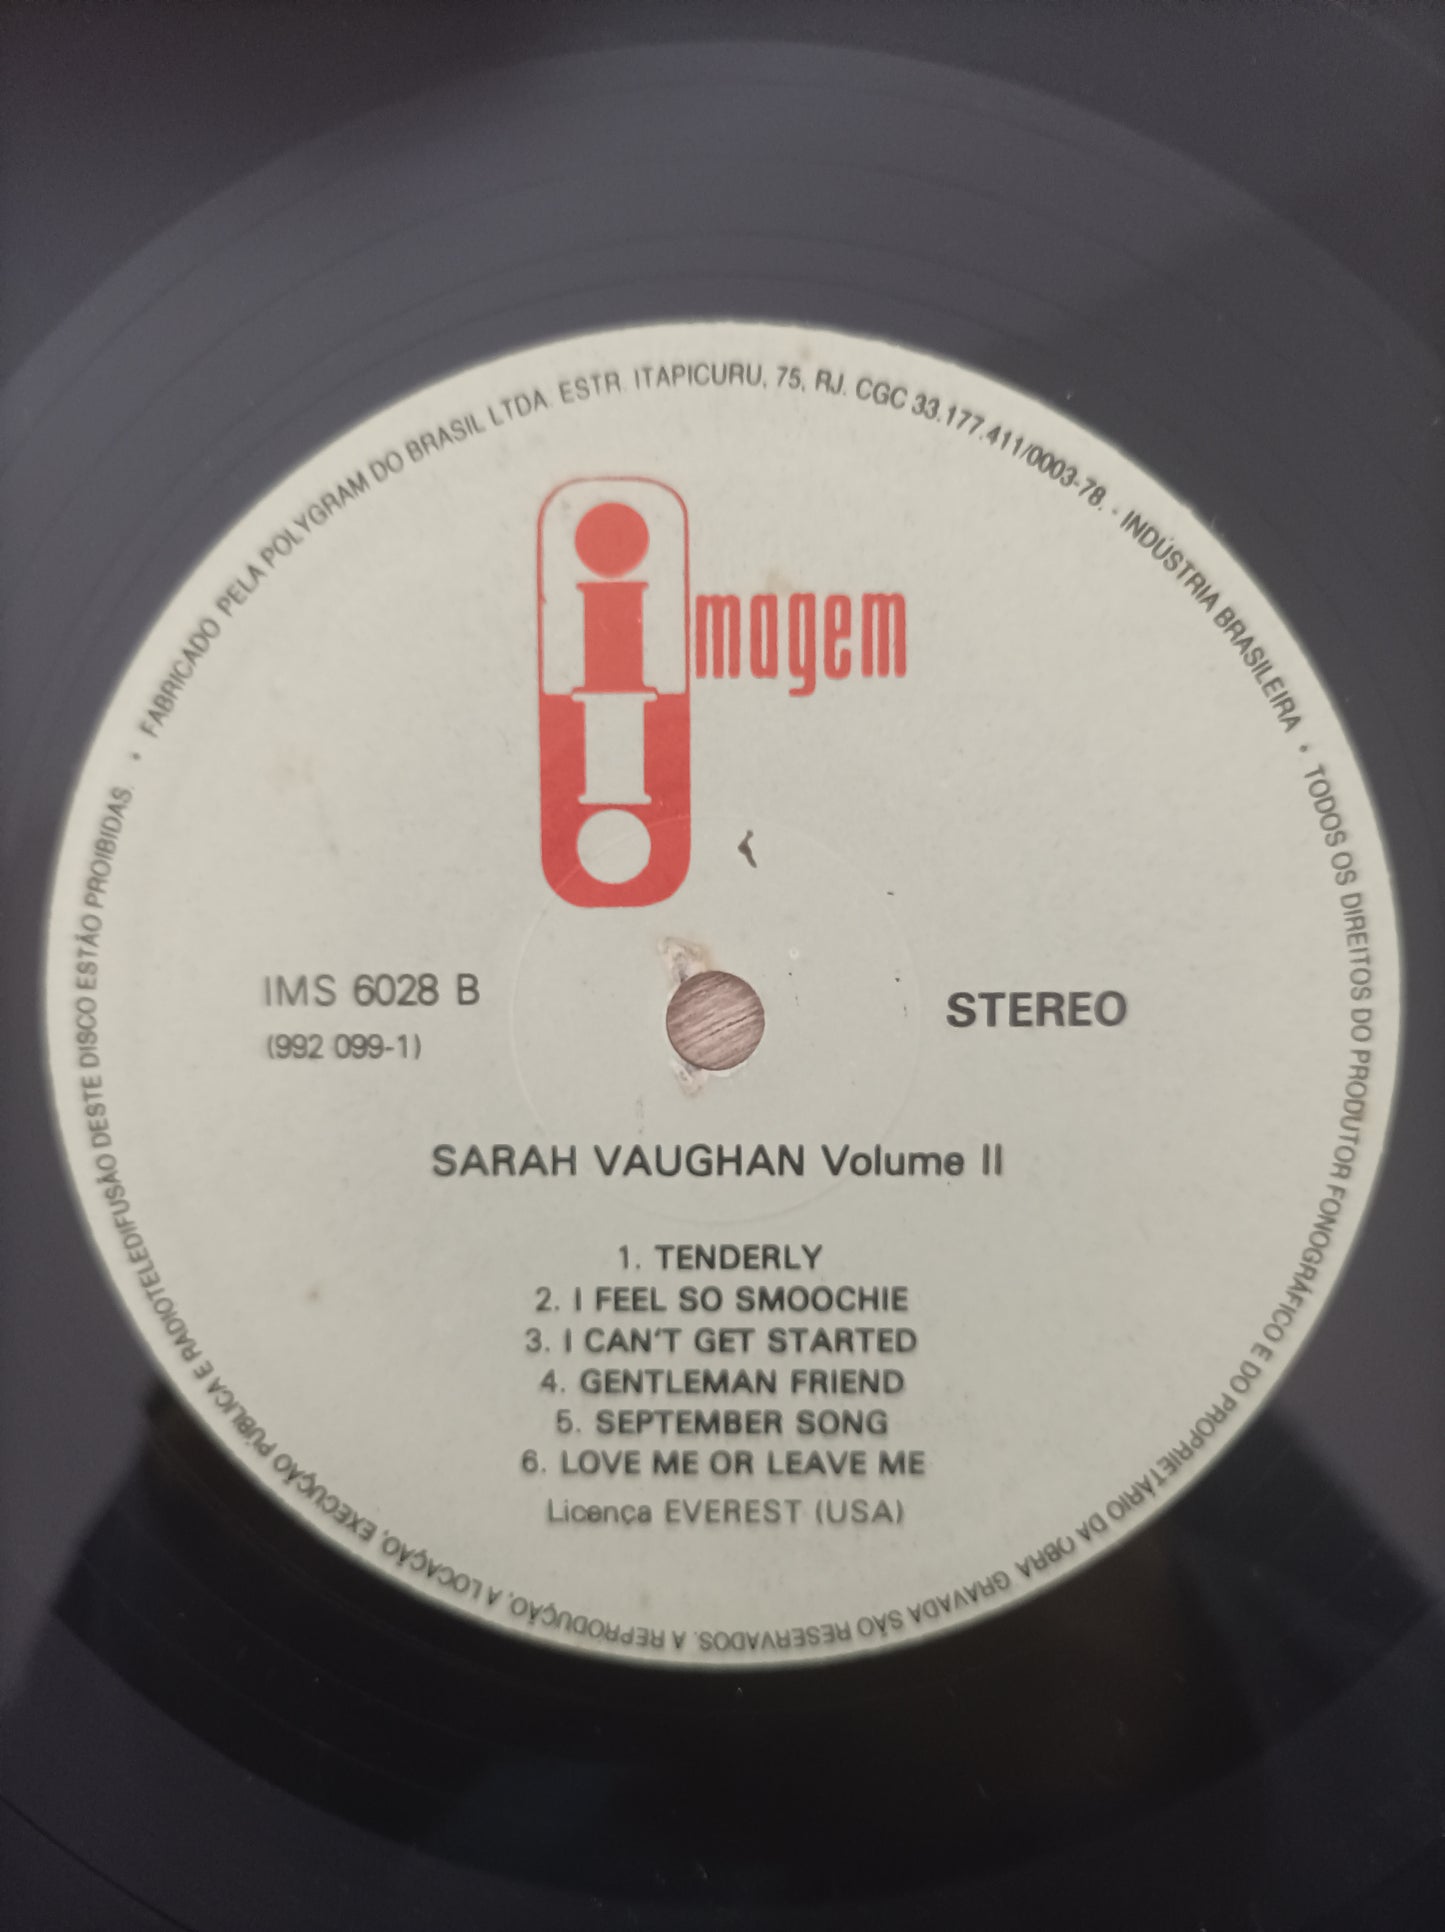 FABRICADO PELA POLYGRAM DO BRASIL LTDA. ESTR. ITAPICURU, 75, RJ. CGC 33.177.411/0003-78. - INDÚSTRIA BRASILEIRA • TODOS OS DIREITOS DO PRODUTOR FONOGRÁFICO E DO PROPRIETÁRIO DA OBRA GRAVADA SÃO RESERVADOS. A REPRODUÇÃO, A LOCAÇÃO, EXECUÇÃO PÚBLICA E RADIOTELEDIFUSÃO DESTE DISCO ESTÃO PROIBIDAS. •
imagem
IMS 6028 B
STEREO
(992 099-1)
SARAH VAUGHAN Volume II
1. TENDERLY
2. I FEEL SO SMOOCHIE
3. I CAN'T GET STARTED
4. GENTLEMAN FRIEND
5. SEPTEMBER SONG
6. LOVE ME OR LEAVE ME
Licença EVEREST (USA)